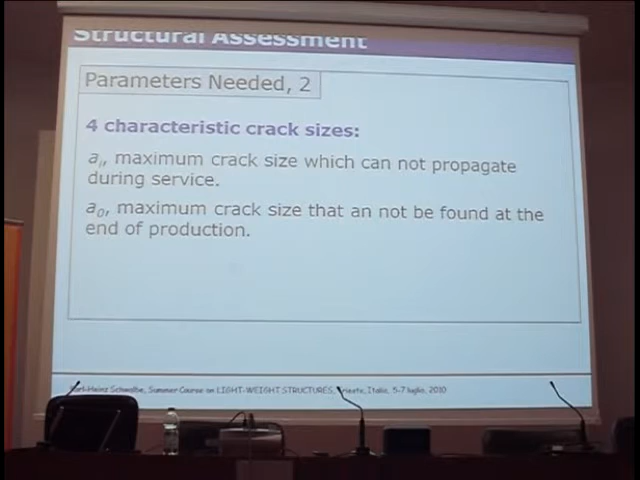 Structural Assessment
Parameters Needed, 2
4 characteristic crack sizes:
ai, maximum crack size which can not propagate
during service.
a0, maximum crack size that an not be found at the
end of production.
Karl-Heinz Schwalbe, Summer Course on LIGHT-WEIGHT STRUCTURES, Trieste, Italia, 5-7 luglio, 2010